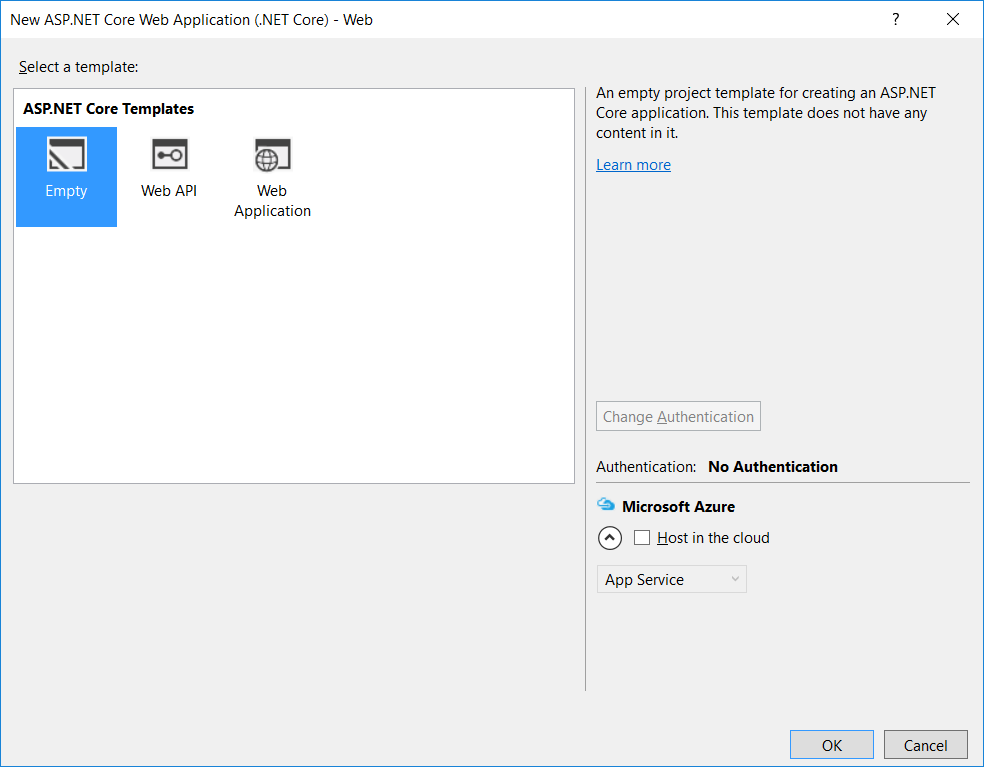 New ASP.NET Core Web Application (.NET Core) - Web
?
Select a template:
ASP.NET Core Templates
Empty
Web API
Web
Application
An empty project template for creating an ASP.NET
Core application. This template does not have any
content in it.
Learn more
Change Authentication
Authentication: No Authentication
Microsoft Azure
Host in the cloud
App Service
OK
Cancel